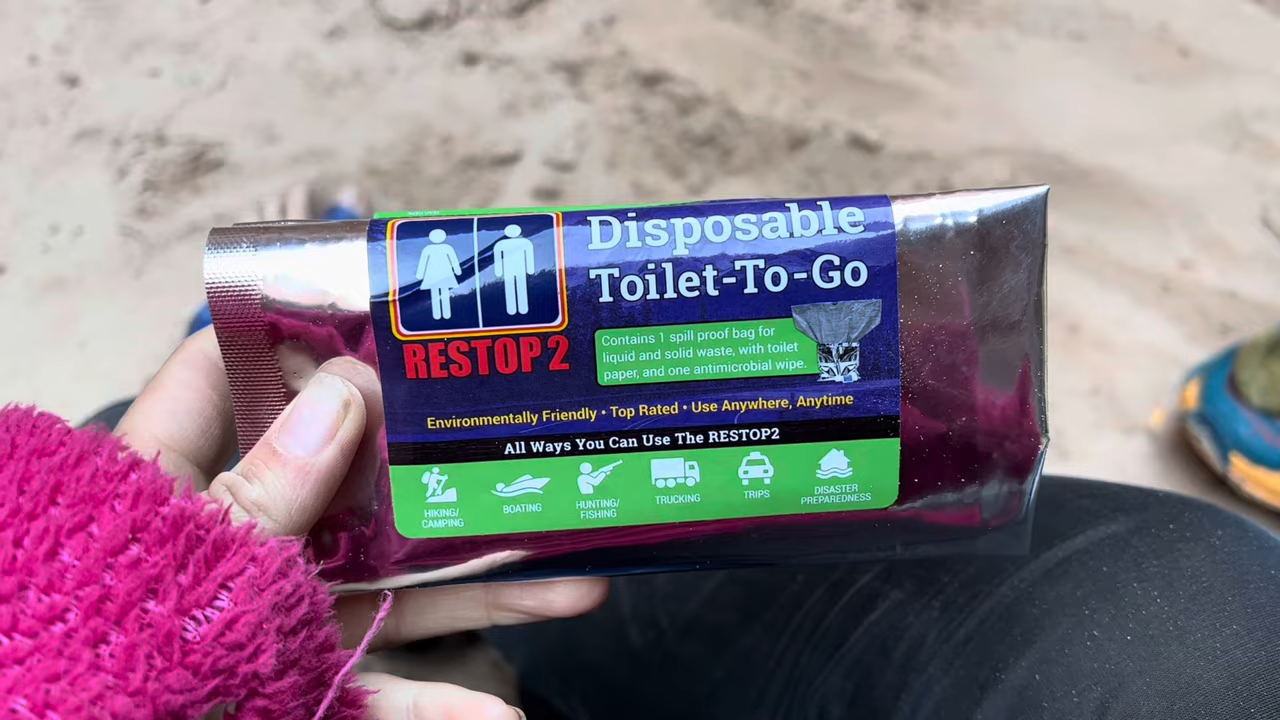 Disposable
Toilet-To-Go
RESTOP 2
Contains 1 spill proof bag for
liquid and solid waste, with toilet
paper, and one antimicrobial wipe.
Environmentally Friendly • Top Rated • Use Anywhere, Anytime
All Ways You Can Use The RESTOP2
HIKING/
CAMPING
BOATING
HUNTING/
FISHING
TRUCKING
TRIPS
DISASTER
PREPAREDNESS